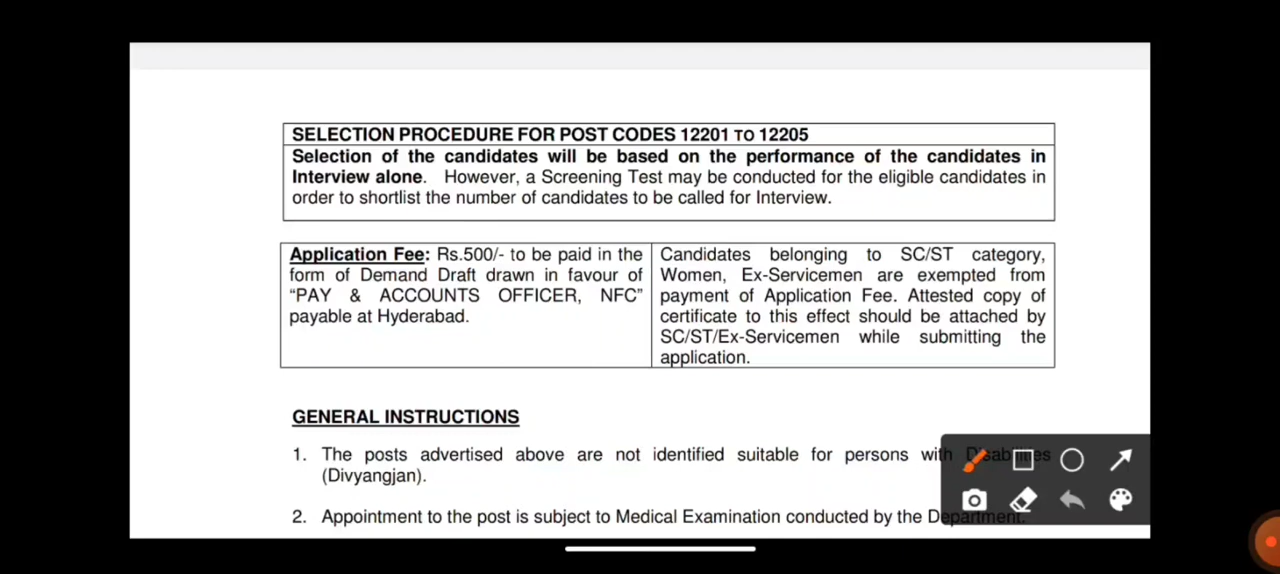 SELECTION PROCEDURE FOR POST CODES 12201 TO 12205
Selection of the candidates will be based on the performance of the candidates in
Interview alone. However, a Screening Test may be conducted for the eligible candidates in
order to shortlist the number of candidates to be called for Interview.
Application Fee: Rs.500/- to be paid in the
form of Demand Draft drawn in favour of
“PAY & ACCOUNTS OFFICER, NFC”
payable at Hyderabad.
Candidates belonging to SC/ST category,
Women, Ex-Servicemen are exempted from
payment of Application Fee. Attested copy of
certificate to this effect should be attached by
SC/ST/Ex-Servicemen while submitting the
application.
GENERAL INSTRUCTIONS
1. The posts advertised above are not identified suitable for persons with Disabilities
(Divyangjan).
2. Appointment to the post is subject to Medical Examination conducted by the Department.